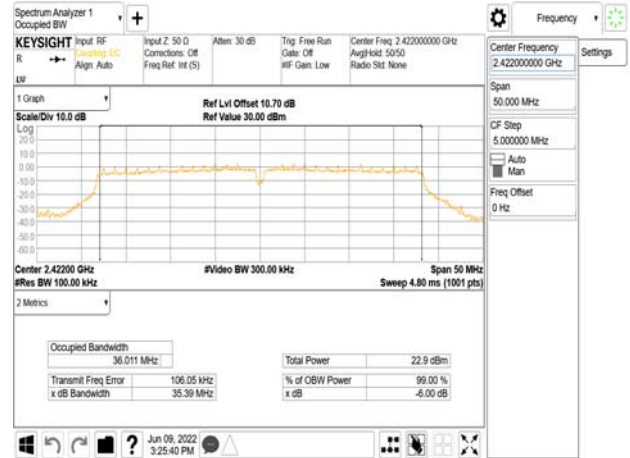 Spectrum Analyzer 1
Occupied BW
+
Frequency
KEYSIGHT
R
LXI
Input: RF
Coupling: DC
Align: Auto
Input Z: 50 Ω
Corrections: Off
Freq Ref: Int (S)
Atten: 30 dB
Trig: Free Run
Gate: Off
#IF Gain: Low
Center Freq: 2.422000000 GHz
Avg|Hold: 50/50
Radio Std: None
Center Frequency
2.422000000 GHz
Settings
Span
50.000 MHz
CF Step
5.000000 MHz
Auto
Man
Freq Offset
0 Hz
1 Graph
Scale/Div 10.0 dB
Ref Lvl Offset 10.70 dB
Ref Value 30.00 dBm
Log
20.0
10.0
0.00
-10.0
-20.0
-30.0
-40.0
-50.0
-60.0
Center 2.42200 GHz
#Video BW 300.00 kHz
Span 50 MHz
#Res BW 100.00 kHz
Sweep 4.80 ms (1001 pts)
2 Metrics
Occupied Bandwidth
36.011 MHz
Total Power 22.9 dBm
Transmit Freq Error 106.05 kHz
% of OBW Power 99.00 %
x dB Bandwidth 35.39 MHz
x dB -6.00 dB
?
Jun 09, 2022
3:25:40 PM